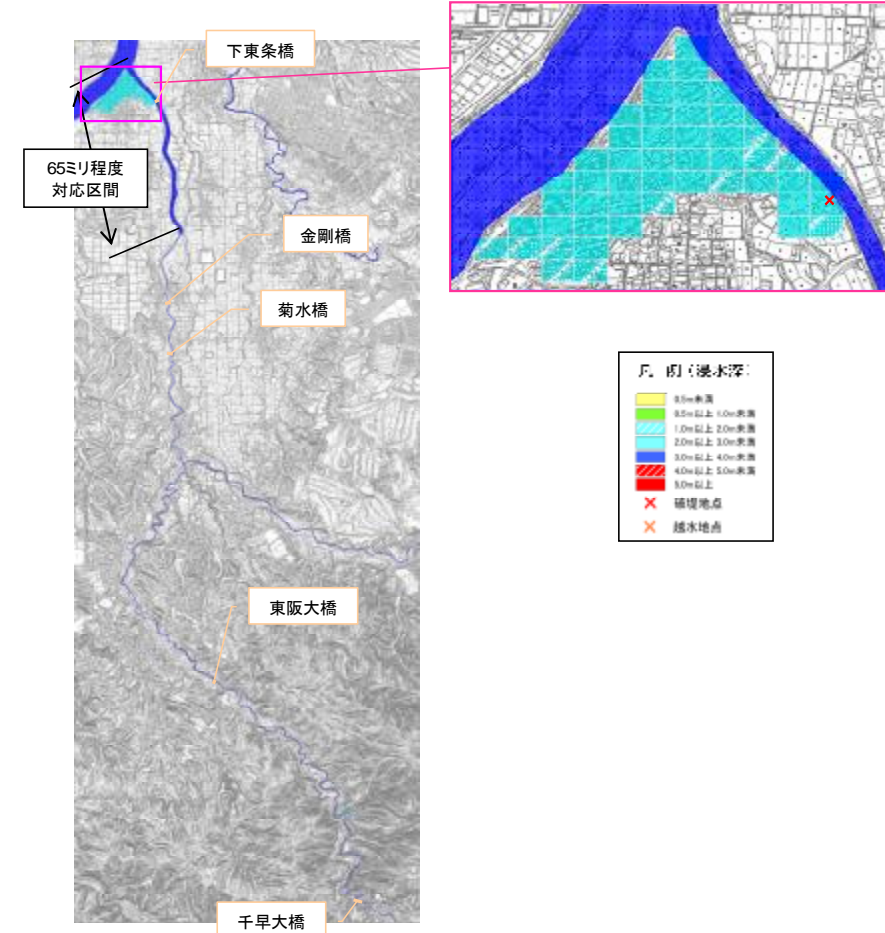 下東条橋
65ミリ程度
対応区間
金剛橋
菊水橋
東阪大橋
千早大橋
凡 例（浸水深）
0.5m未満
0.5m以上 1.0m未満
1.0m以上 2.0m未満
2.0m以上 3.0m未満
3.0m以上 4.0m未満
4.0m以上 5.0m未満
5.0m以上
破堤地点
越水地点